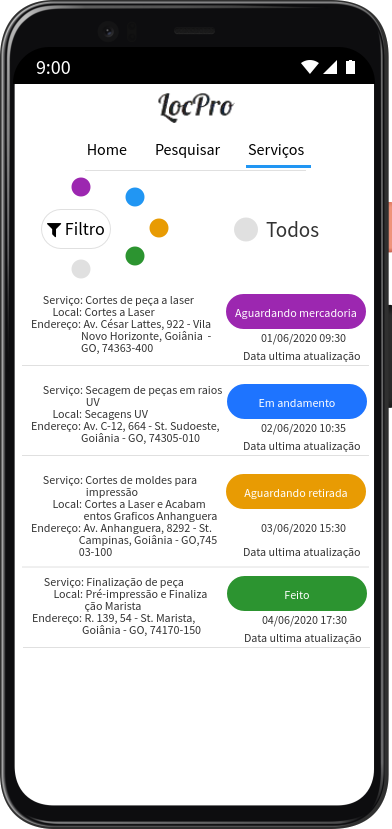 9:00
LocPro
Home Pesquisar Serviços
Filtro
Todos
Serviço: Cortes de peça a laser
Local: Cortes a Laser
Endereço: Av. César Lattes, 922 - Vila
Novo Horizonte, Goiânia -
GO, 74363-400
Aguardando mercadoria
01/06/2020 09:30
Data ultima atualização
Serviço: Secagem de peças em raios
UV
Local: Secagens UV
Endereço: Av. C-12, 664 - St. Sudoeste,
Goiânia - GO, 74305-010
Em andamento
02/06/2020 10:35
Data ultima atualização
Serviço: Cortes de moldes para
impressão
Local: Cortes a Laser e Acabam
entos Graficos Anhanguera
Endereço: Av. Anhanguera, 8292 - St.
Campinas, Goiânia - GO,745
03-100
Aguardando retirada
03/06/2020 15:30
Data ultima atualização
Serviço: Finalização de peça
Local: Pré-impressão e Finaliza
ção Marista
Endereço: R. 139, 54 - St. Marista,
Goiânia - GO, 74170-150
Feito
04/06/2020 17:30
Data ultima atualização